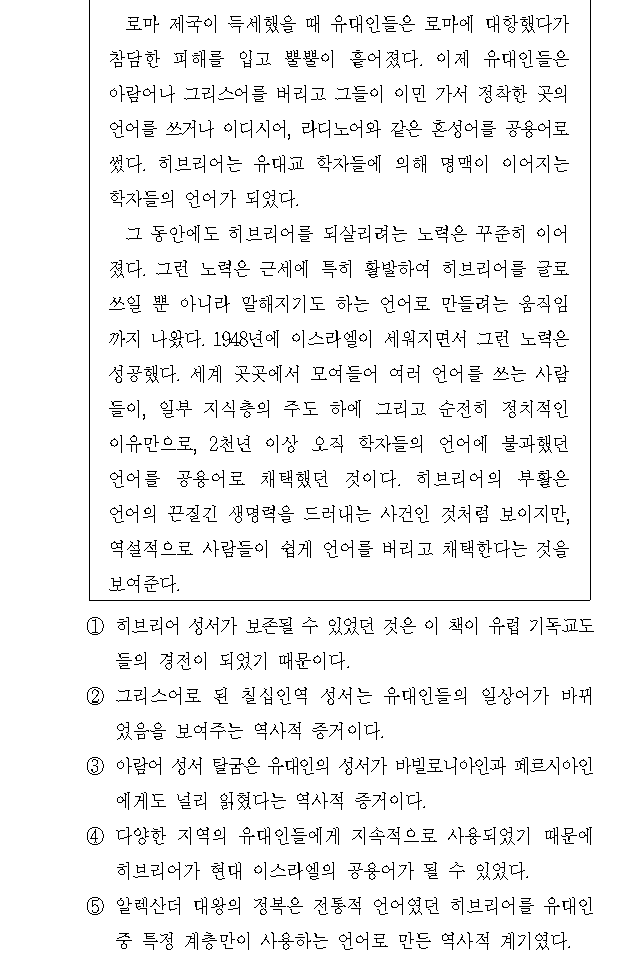 로마 제국이 득세했을 때 유대인들은 로마에 대항했다가
참담한 피해를 입고 뿔뿔이 흩어졌다. 이제 유대인들은
아람어나 그리스어를 버리고 그들이 이민 가서 정착한 곳의
언어를 쓰거나 이디시어, 라디노어와 같은 혼성어를 공용어로
썼다. 히브리어는 유대교 학자들에 의해 명맥이 이어지는
학자들의 언어가 되었다.
그 동안에도 히브리어를 되살리려는 노력은 꾸준히 이어
졌다. 그런 노력은 근세에 특히 활발하여 히브리어를 글로
쓰일 뿐 아니라 말해지기도 하는 언어로 만들려는 움직임
까지 나왔다. 1948년에 이스라엘이 세워지면서 그런 노력은
성공했다. 세계 곳곳에서 모여들어 여러 언어를 쓰는 사람
들이, 일부 지식층의 주도 하에 그리고 순전히 정치적인
이유만으로, 2천년 이상 오직 학자들의 언어에 불과했던
언어를 공용어로 채택했던 것이다. 히브리어의 부활은
언어의 끈질긴 생명력을 드러내는 사건인 것처럼 보이지만,
역설적으로 사람들이 쉽게 언어를 버리고 채택한다는 것을
보여준다.
① 히브리어 성서가 보존될 수 있었던 것은 이 책이 유럽 기독교도
들의 경전이 되었기 때문이다.
② 그리스어로 된 칠십인역 성서는 유대인들의 일상어가 바뀌
었음을 보여주는 역사적 증거이다.
③ 아람어 성서 탈굼은 유대인의 성서가 바빌로니아인과 페르시아인
에게도 널리 읽혔다는 역사적 증거이다.
④ 다양한 지역의 유대인들에게 지속적으로 사용되었기 때문에
히브리어가 현대 이스라엘의 공용어가 될 수 있었다.
⑤ 알렉산더 대왕의 정복은 전통적 언어였던 히브리어를 유대인
중 특정 계층만이 사용하는 언어로 만든 역사적 계기였다.